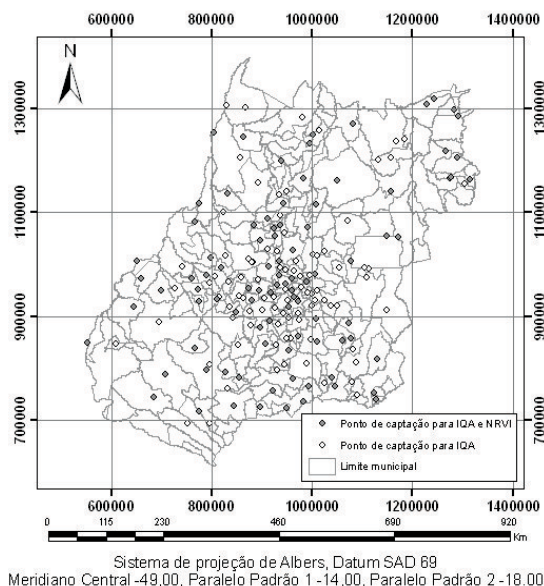 600000 800000 1000000 1200000 1400000
N
1300000 1300000
1100000 1100000
900000 900000
700000 700000
Ponto de captação para IQA e NRVI
Ponto de captação para IQA
Limite municipal
600000 800000 1000000 1200000 1400000
0 115 230 460 690 920
Km
Sistema de projeção de Albers, Datum SAD 69
Meridiano Central -49.00, Paralelo Padrão 1 -14.00, Paralelo Padrão 2 -18.00